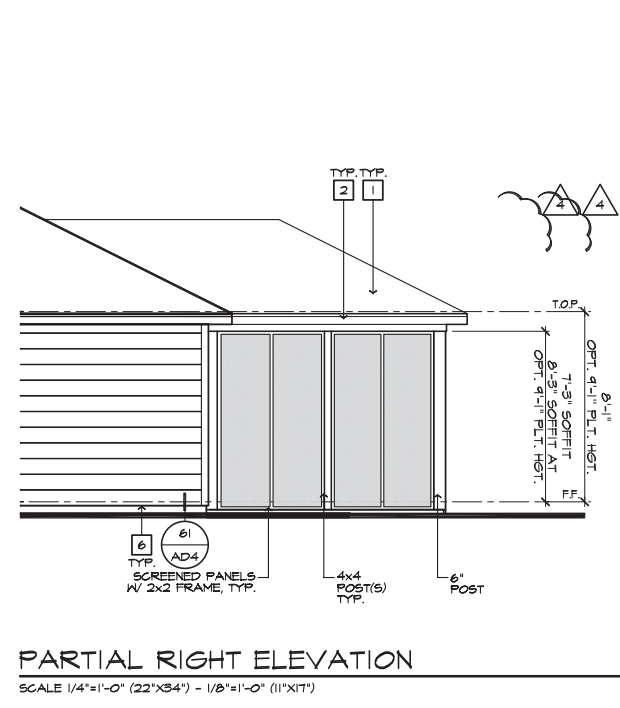 TYP. TYP.
2 1
4 4
T.O.P.
8'-1"
OPT. 9'-1" PLT. HGT.
7'-3" SOFFIT
8'-3" SOFFIT AT
OPT. 9'-1" PLT. HGT.
F.F.
6
TYP.
61
AD4
SCREENED PANELS
W/ 2x2 FRAME, TYP.
4x4
POST(S)
TYP.
6"
POST
PARTIAL RIGHT ELEVATION
SCALE 1/4"=1'-0" (22"X34") - 1/8"=1'-0" (11"X17")